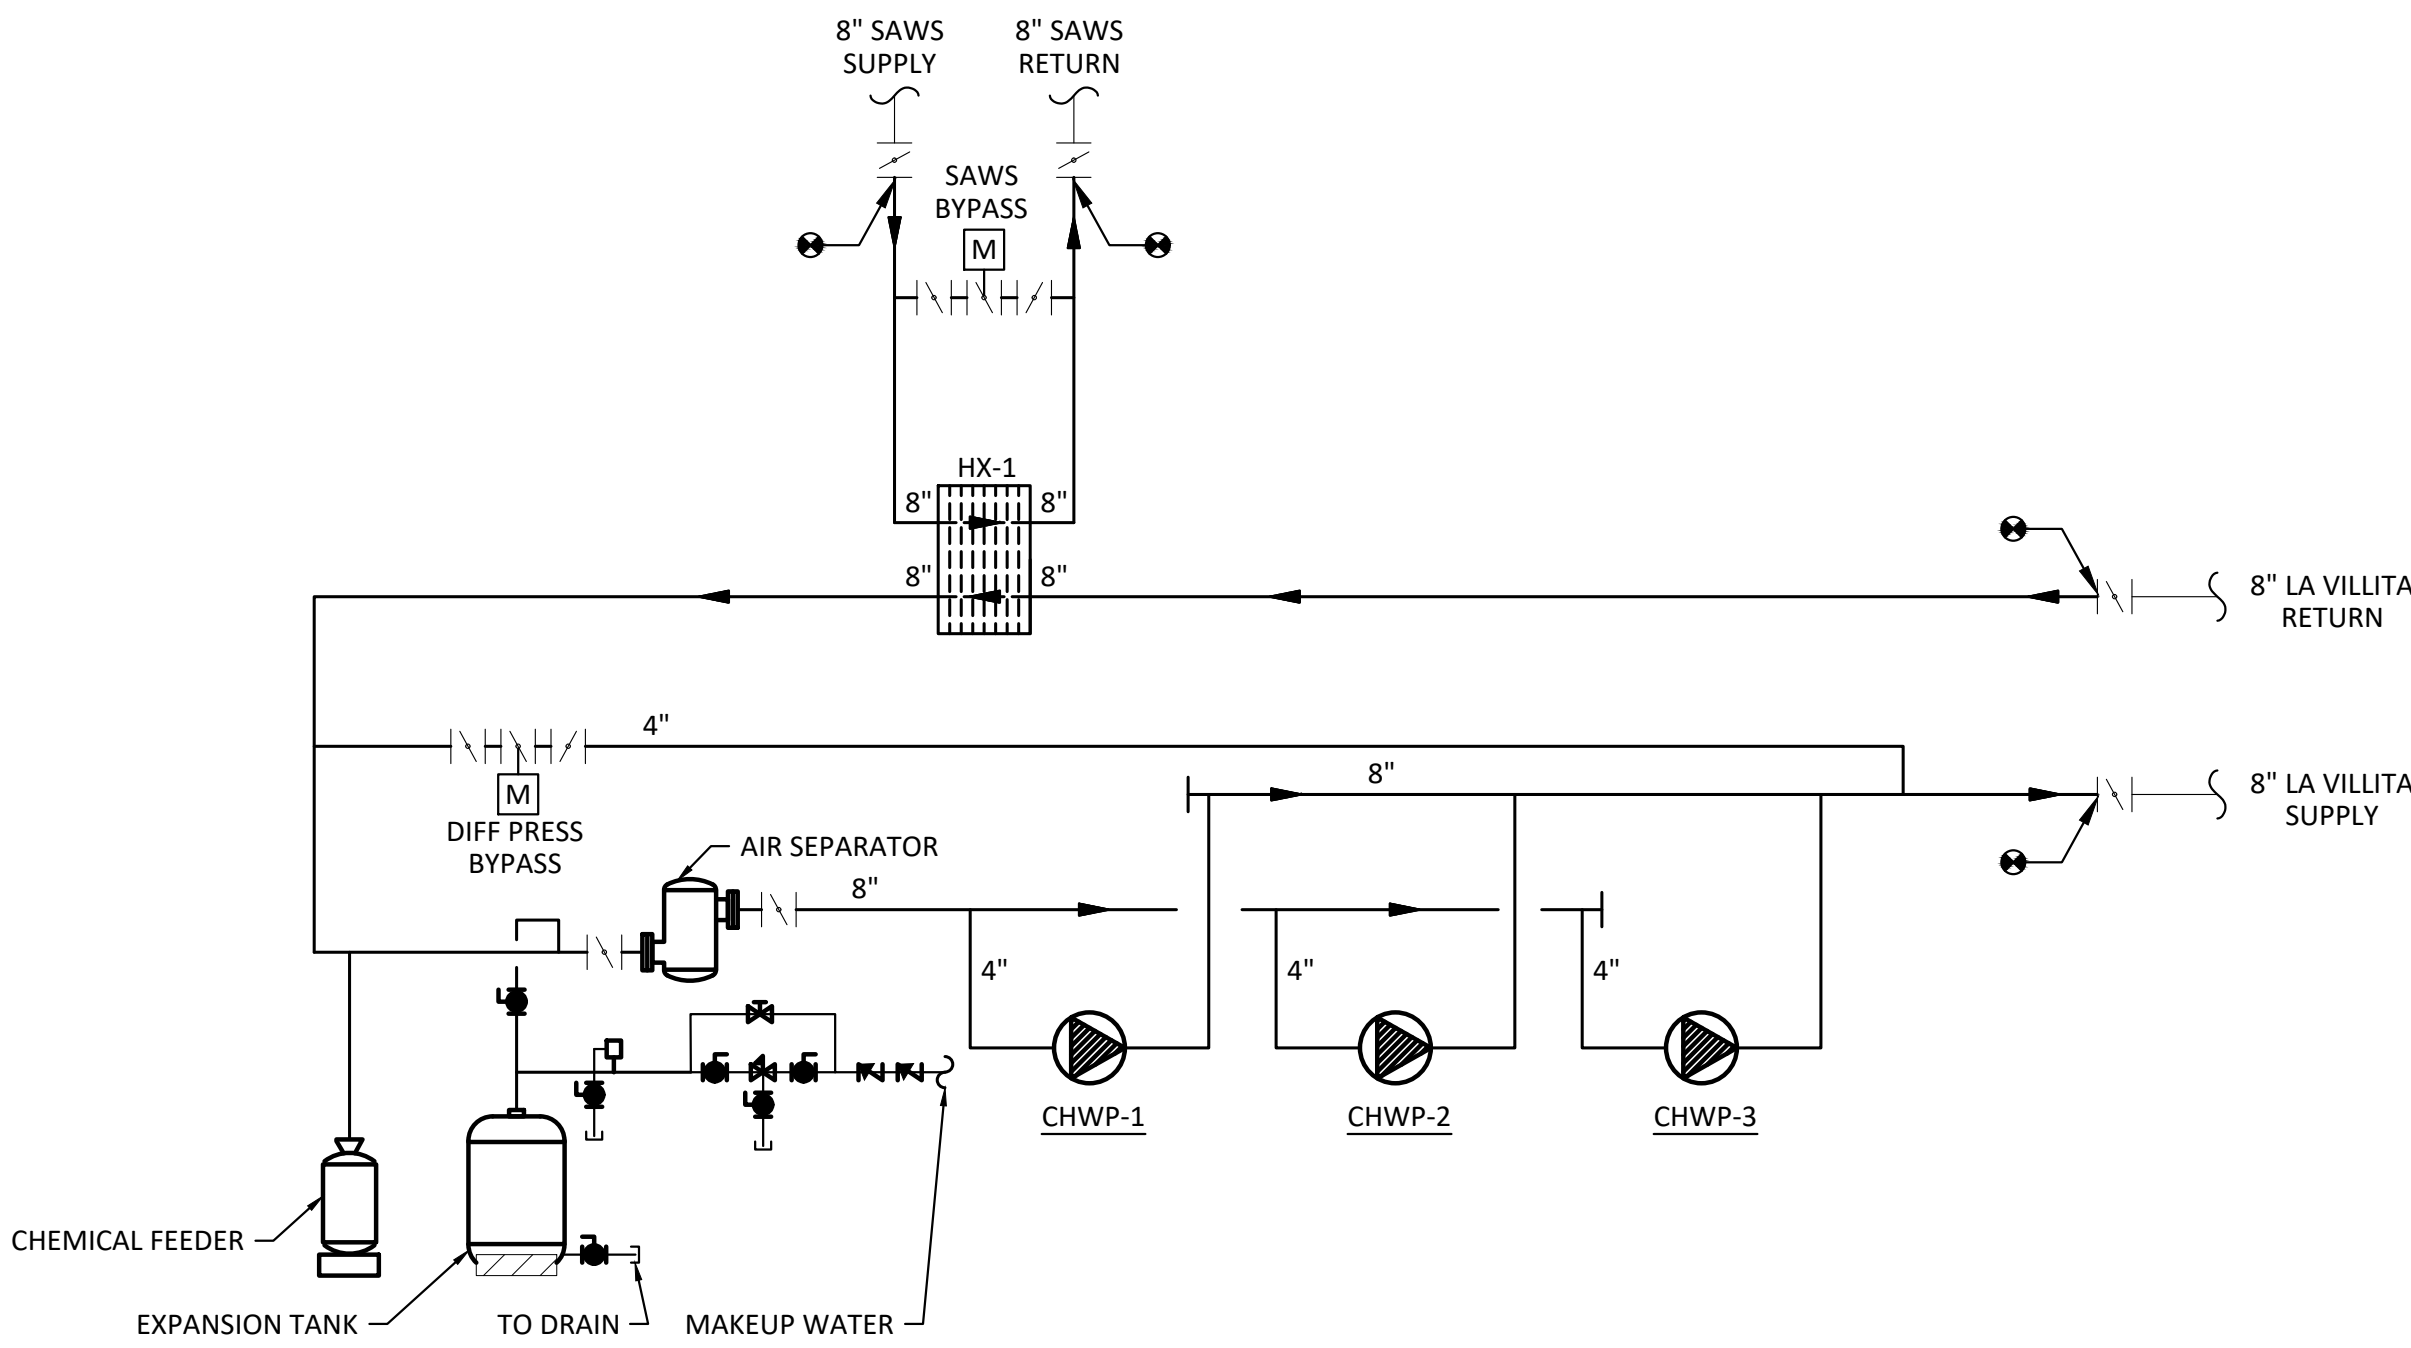 8" SAWS
SUPPLY
8" SAWS
RETURN
SAWS
BYPASS
M
HX-1
8"
8"
8"
8"
8" LA VILLITA
RETURN
4"
M
DIFF PRESS
BYPASS
8"
8" LA VILLITA
SUPPLY
AIR SEPARATOR
8"
4"
4"
4"
CHWP-1
CHWP-2
CHWP-3
CHEMICAL FEEDER
EXPANSION TANK
TO DRAIN
MAKEUP WATER